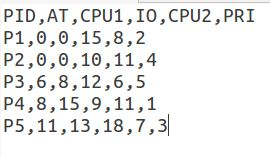 PID,AT,CPU1,IO,CPU2,PRI
P1,0,0,15,8,2
P2,0,0,10,11,4
P3,6,8,12,6,5
P4,8,15,9,11,1
P5,11,13,18,7,3